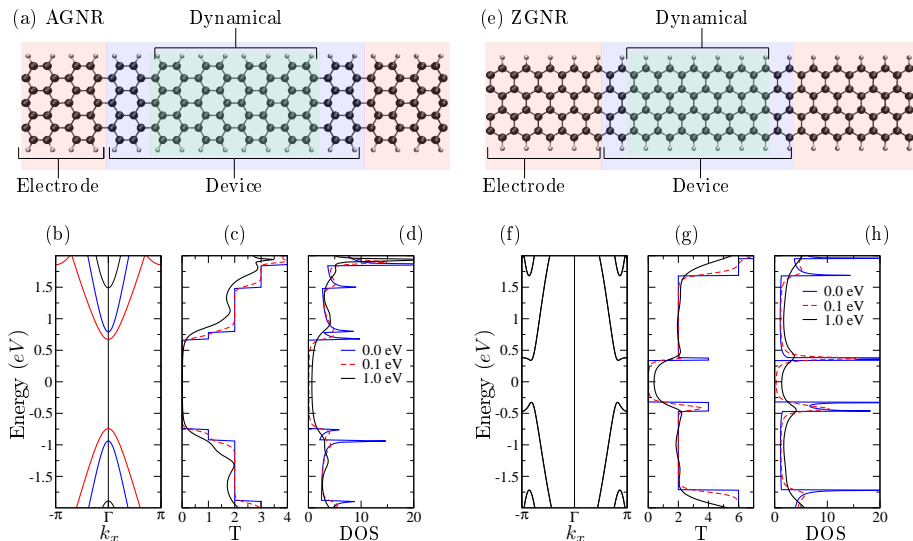 (a) AGNR
Dynamical
Electrode
Device
(e) ZGNR
Dynamical
Electrode
Device
(b)
(c)
(d)
Energy (eV)
1.5
1
0.5
0
-0.5
-1
-1.5
-π Γ π
kₓ
0 1 2 3 4
T
0.0 eV
0.1 eV
1.0 eV
0 5 10 15 20
DOS
(f)
(g)
(h)
Energy (eV)
1.5
1
0.5
0
-0.5
-1
-1.5
-π Γ π
kₓ
0 2 4 6
T
0.0 eV
0.1 eV
1.0 eV
0 10 20
DOS